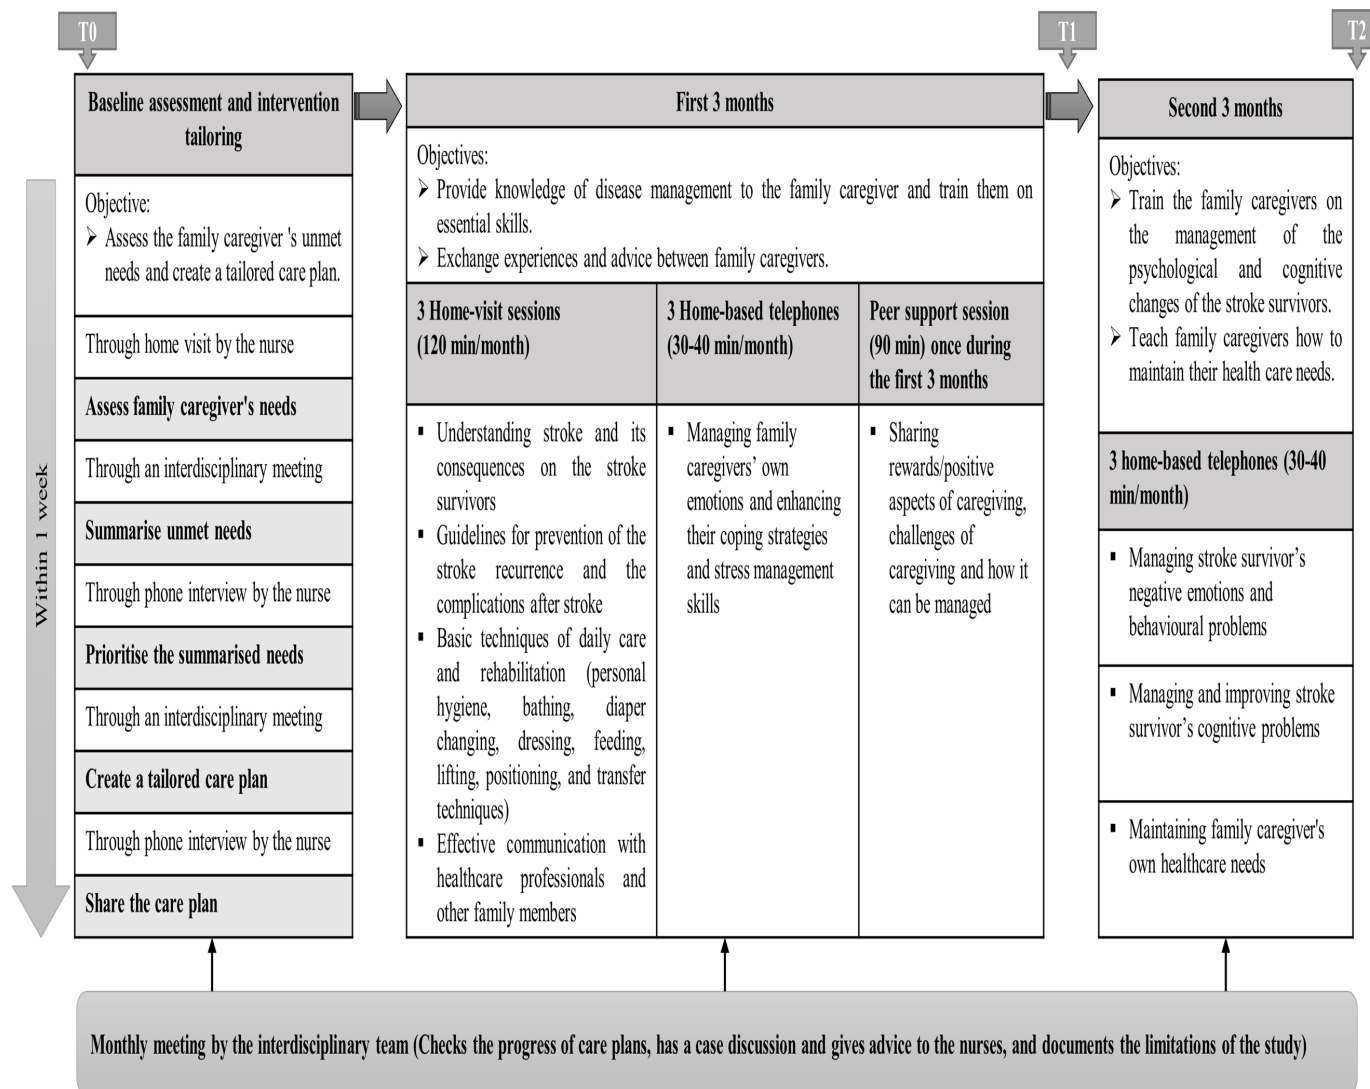 T0
T1
T2
Within 1 week
Baseline assessment and intervention
tailoring
Objective:
➢ Assess the family caregiver 's unmet
needs and create a tailored care plan.
Through home visit by the nurse
Assess family caregiver's needs
Through an interdisciplinary meeting
Summarise unmet needs
Through phone interview by the nurse
Prioritise the summarised needs
Through an interdisciplinary meeting
Create a tailored care plan
Through phone interview by the nurse
Share the care plan
First 3 months
Objectives:
➢ Provide knowledge of disease management to the family caregiver and train them on
essential skills.
➢ Exchange experiences and advice between family caregivers.
3 Home-visit sessions
(120 min/month)
▪ Understanding stroke and its
consequences on the stroke
survivors
▪ Guidelines for prevention of the
stroke recurrence and the
complications after stroke
▪ Basic techniques of daily care
and rehabilitation (personal
hygiene, bathing, diaper
changing, dressing, feeding,
lifting, positioning, and transfer
techniques)
▪ Effective communication with
healthcare professionals and
other family members
3 Home-based telephones
(30-40 min/month)
▪ Managing family
caregivers’ own
emotions and enhancing
their coping strategies
and stress management
skills
Peer support session
(90 min) once during
the first 3 months
▪ Sharing
rewards/positive
aspects of caregiving,
challenges of
caregiving and how it
can be managed
Second 3 months
Objectives:
➢ Train the family caregivers on
the management of the
psychological and cognitive
changes of the stroke survivors.
➢ Teach family caregivers how to
maintain their health care needs.
3 home-based telephones (30-40
min/month)
▪ Managing stroke survivor’s
negative emotions and
behavioural problems
▪ Managing and improving stroke
survivor’s cognitive problems
▪ Maintaining family caregiver's
own healthcare needs
Monthly meeting by the interdisciplinary team (Checks the progress of care plans, has a case discussion and gives advice to the nurses, and documents the limitations of the study)